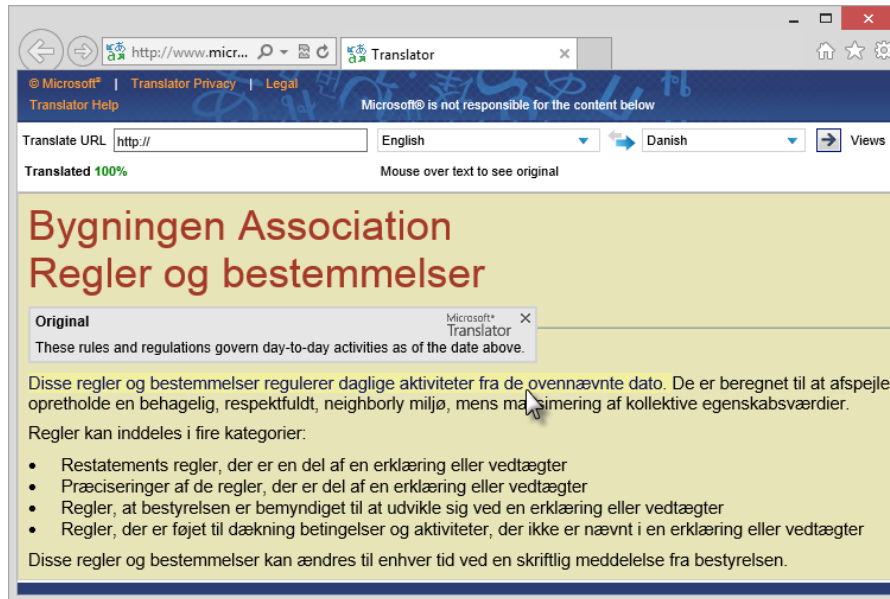 http://www.micr...
Translator
© Microsoft® | Translator Privacy | Legal
Translator Help
Microsoft® is not responsible for the content below
Translate URL http:// English Danish Views
Translated 100% Mouse over text to see original
Bygningen Association
Regler og bestemmelser
Original
Microsoft®
Translator
These rules and regulations govern day-to-day activities as of the date above.
Disse regler og bestemmelser regulerer daglige aktiviteter fra de ovennævnte dato. De er beregnet til at afspejle
opretholde en behagelig, respektfuldt, neighborly miljø, mens maksimering af kollektive egenskabsværdier.
Regler kan inddeles i fire kategorier:
• Restatements regler, der er en del af en erklæring eller vedtægter
• Præciseringer af de regler, der er del af en erklæring eller vedtægter
• Regler, at bestyrelsen er bemyndiget til at udvikle sig ved en erklæring eller vedtægter
• Regler, der er føjet til dækning betingelser og aktiviteter, der ikke er nævnt i en erklæring eller vedtægter
Disse regler og bestemmelser kan ændres til enhver tid ved en skriftlig meddelelse fra bestyrelsen.